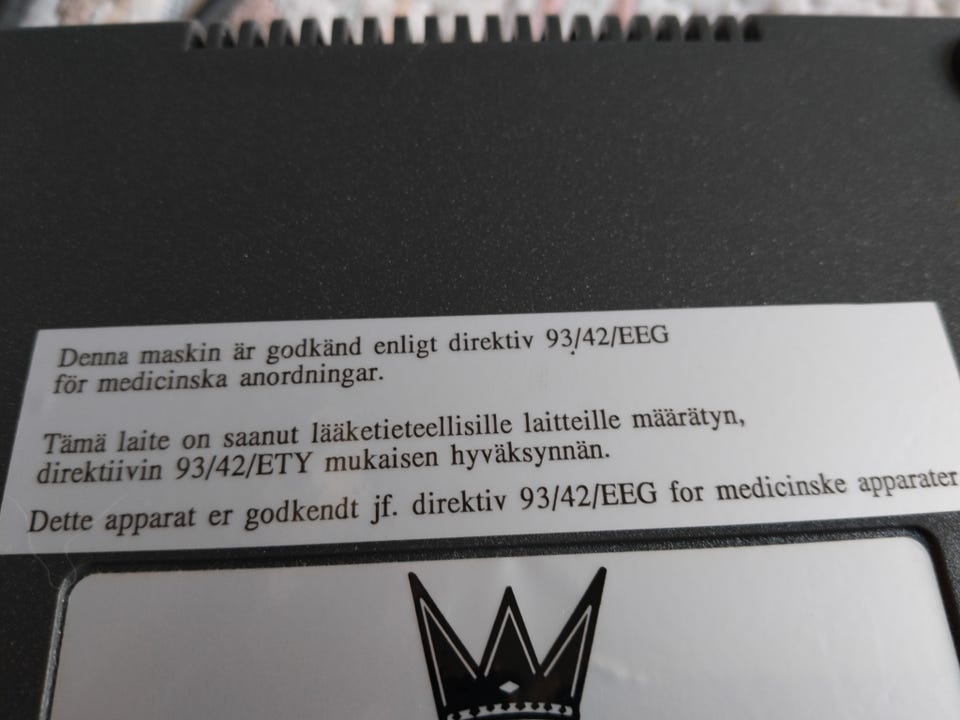 Denna maskin är godkänd enligt direktiv 93/42/EEG
för medicinska anordningar.
Tämä laite on saanut lääketieteellisille laitteille määrätyn,
direktiivin 93/42/ETY mukaisen hyväksynnän.
Dette apparat er godkendt jf. direktiv 93/42/EEG for medicinske apparater